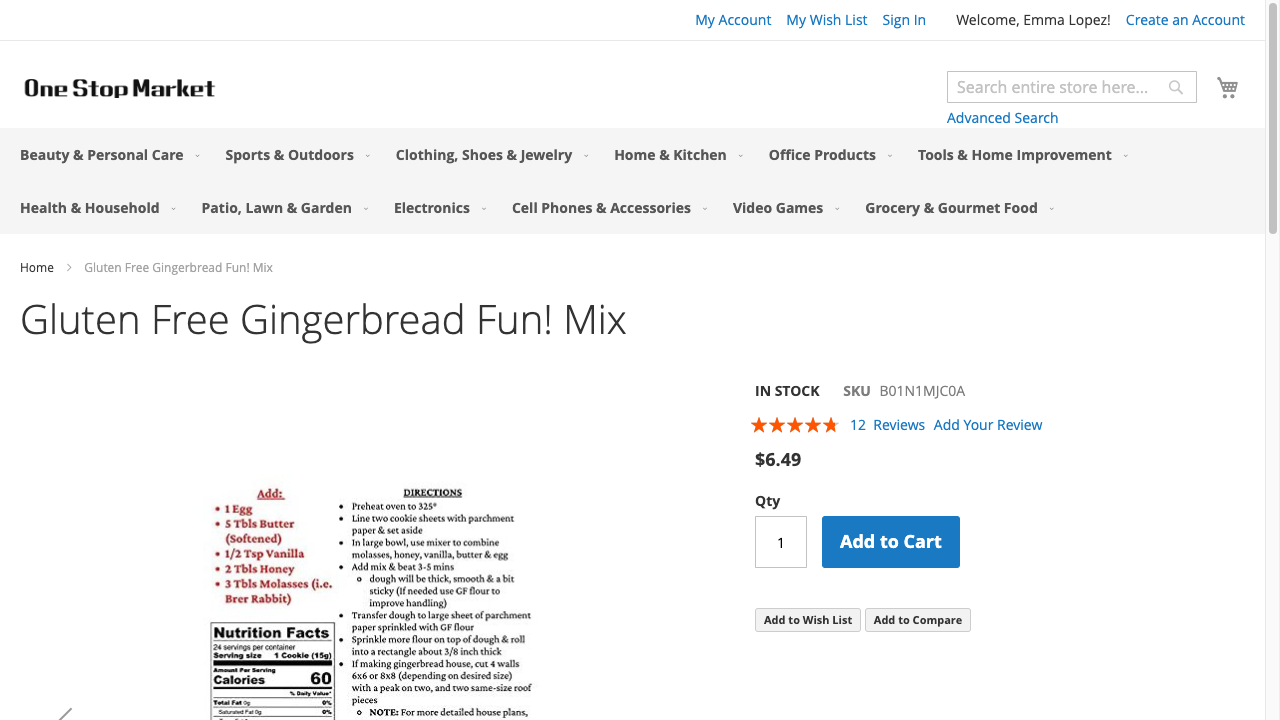 My Account My Wish List Sign In Welcome, Emma Lopez! Create an Account
One Stop Market
Search entire store here...
Advanced Search
Beauty & Personal Care Sports & Outdoors Clothing, Shoes & Jewelry Home & Kitchen Office Products Tools & Home Improvement
Health & Household Patio, Lawn & Garden Electronics Cell Phones & Accessories Video Games Grocery & Gourmet Food
Home Gluten Free Gingerbread Fun! Mix
Gluten Free Gingerbread Fun! Mix
IN STOCK SKU B01N1MJC0A
12 Reviews Add Your Review
$6.49
Qty
1 Add to Cart
Add to Wish List Add to Compare
Add:
• 1 Egg
• 5 Tbls Butter
(Softened)
• 1/2 Tsp Vanilla
• 2 Tbls Honey
• 3 Tbls Molasses (i.e.
Brer Rabbit)
Nutrition Facts
24 servings per container
Serving size 1 Cookie (15g)
Amount Per Serving
Calories 60
% Daily Value*
Total Fat 0g 0%
Saturated Fat 0g 0%
DIRECTIONS
• Preheat oven to 325°
• Line two cookie sheets with parchment
paper & set aside
• In large bowl, use mixer to combine
molasses, honey, vanilla, butter & egg
• Add mix & beat 3-5 mins
dough will be thick, smooth & a bit
sticky (If needed use GF flour to
improve handling)
• Transfer dough to large sheet of parchment
paper sprinkled with GF flour
• Sprinkle more flour on top of dough & roll
into a rectangle about 3/8 inch thick
• If making gingerbread house, cut 4 walls
6x6 or 8x8 (depending on desired size)
with a peak on two, and two same-size roof
pieces
NOTE: For more detailed house plans,